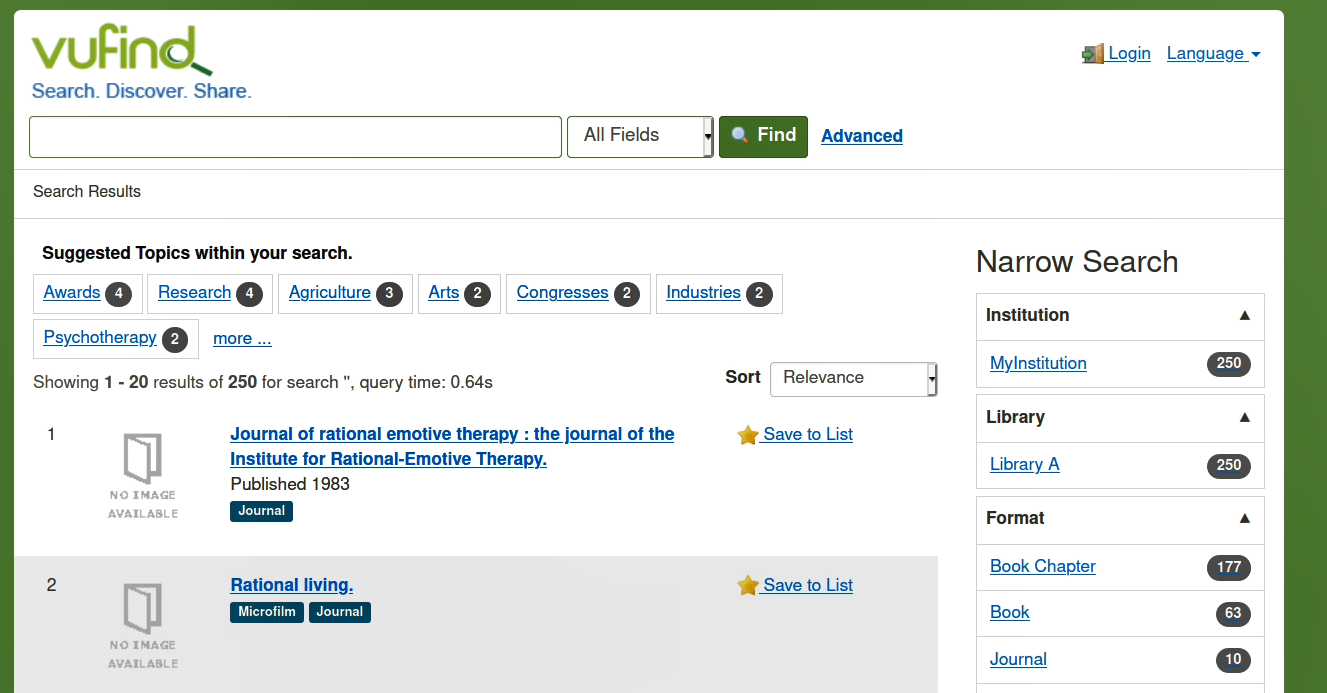 vufind
Search. Discover. Share.
Login Language
All Fields Find Advanced
Search Results
Suggested Topics within your search.
Awards 4 Research 4 Agriculture 3 Arts 2 Congresses 2 Industries 2
Psychotherapy 2 more ...
Showing 1 - 20 results of 250 for search '', query time: 0.64s
Sort Relevance
1
NO IMAGE
AVAILABLE
Journal of rational emotive therapy : the journal of the
Institute for Rational-Emotive Therapy.
Published 1983
Journal
Save to List
2
NO IMAGE
AVAILABLE
Rational living.
Microfilm Journal
Save to List
Narrow Search
Institution ▲
MyInstitution 250
Library ▲
Library A 250
Format ▲
Book Chapter 177
Book 63
Journal 10